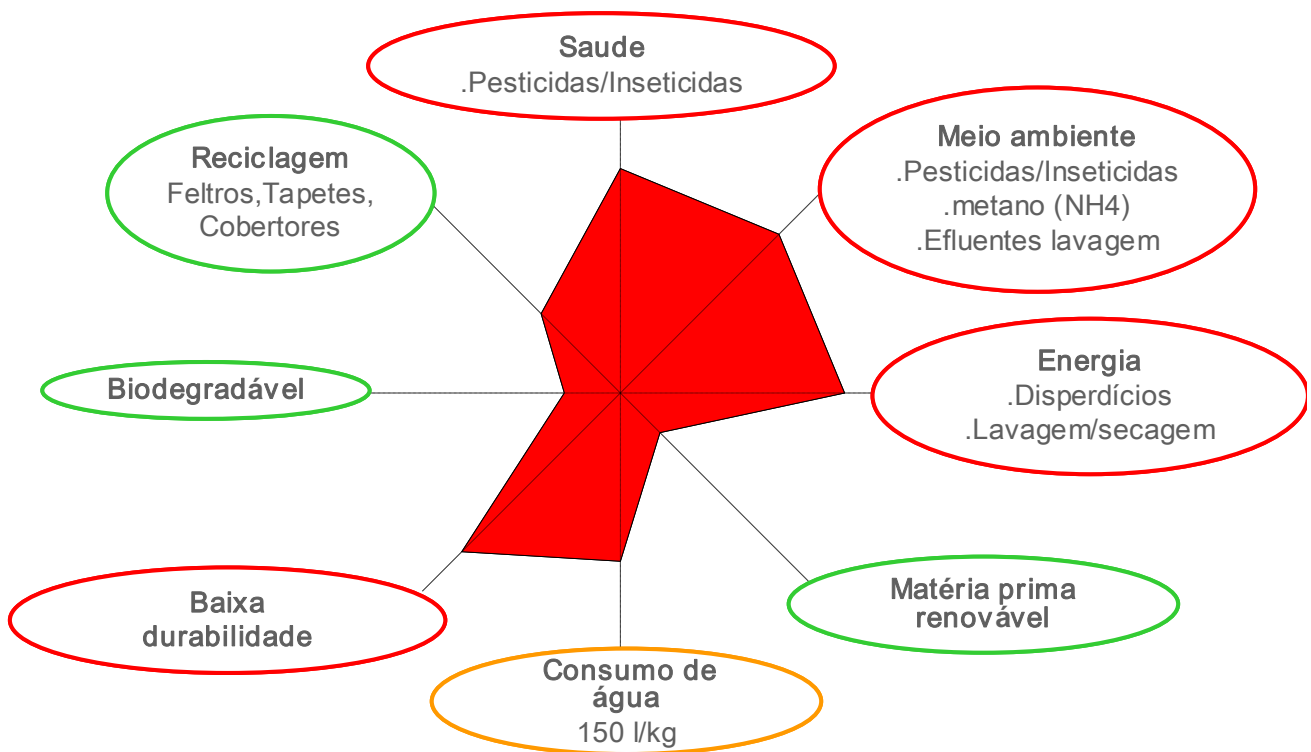 Saude
.Pesticidas/Inseticidas
Meio ambiente
.Pesticidas/Inseticidas
.metano (NH4)
.Efluentes lavagem
Energia
.Disperdícios
.Lavagem/secagem
Matéria prima
renovável
Consumo de
água
150 l/kg
Baixa
durabilidade
Biodegradável
Reciclagem
Feltros,Tapetes,
Cobertores